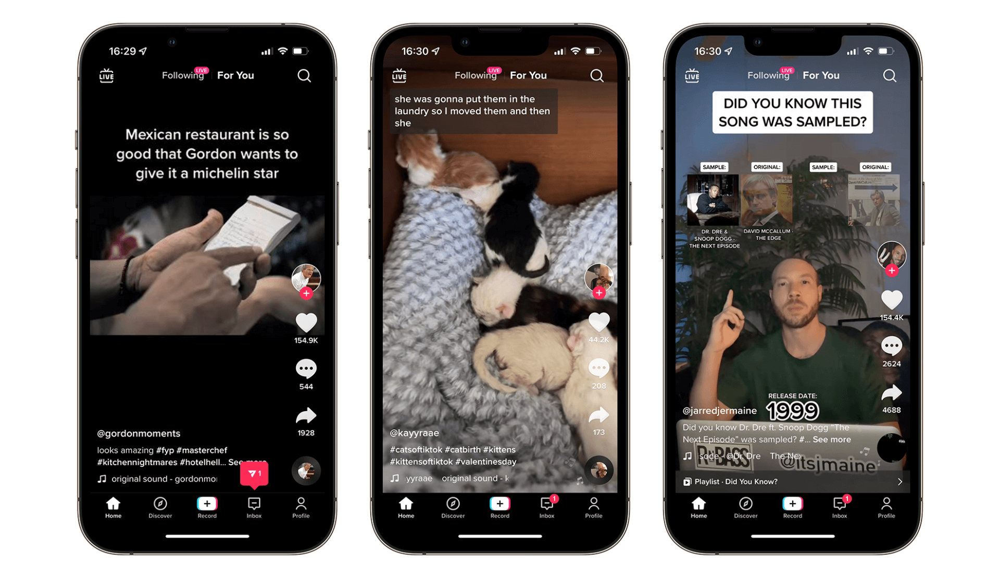 16:29
LIVE
Following LIVE For You
Mexican restaurant is so
good that Gordon wants to
give it a michelin star
154.9K
544
1928
@gordonmoments
looks amazing #fyp #masterchef
#kitchennightmares #hotelhell... See more
original sound - gordonmo
1
Home Discover Record Inbox Profile
16:30
LIVE
Following LIVE For You
she was gonna put them in the
laundry so I moved them and then
she
44.2K
208
173
@kayyraae
#catsoftiktok #catbirth #kittens
#kittensoftiktok #valentinesday
yyraae original sound - k
1
Home Discover Record Inbox Profile
16:30
LIVE
Following LIVE For You
DID YOU KNOW THIS
SONG WAS SAMPLED?
SAMPLE: ORIGINAL: SAMPLE: ORIGINAL:
David McCallum
DR. DRE &
SNOOP DOGG -
THE NEXT EPISODE
DAVID MCCALLUM -
THE EDGE
154.4K
2624
4688
RELEASE DATE:
1999
@jarredjermaine
Did you know Dr. Dre ft. Snoop Dogg “The
Next Episode” was sampled? #... See more
sode - @Dr. Dre The Nex
R&BASS
@itsjmaine
Playlist · Did You Know?
1
Home Discover Record Inbox Profile